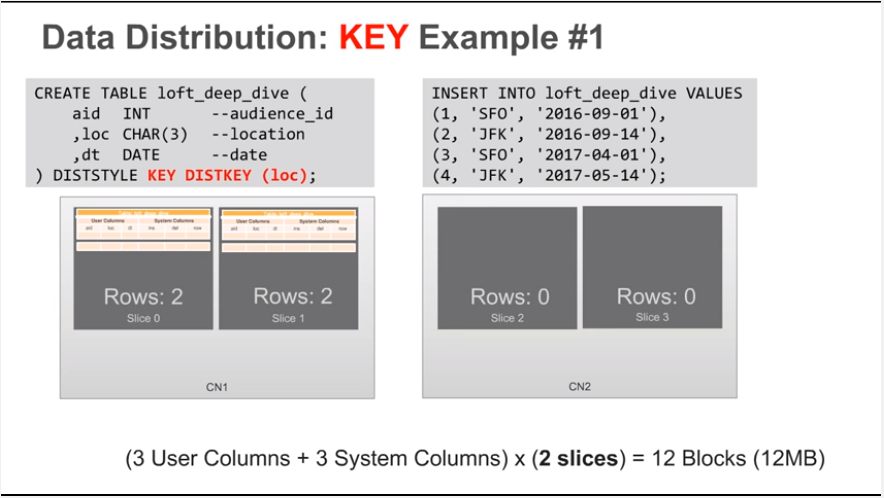 Data Distribution: KEY Example #1
CREATE TABLE loft_deep_dive (
aid INT --audience_id
,loc CHAR(3) --location
,dt DATE --date
) DISTSTYLE KEY DISTKEY (loc);
INSERT INTO loft_deep_dive VALUES
(1, 'SFO', '2016-09-01'),
(2, 'JFK', '2016-09-14'),
(3, 'SFO', '2017-04-01'),
(4, 'JFK', '2017-05-14');
Table: loft_deep_dive
User Columns System Columns
aid loc dt ins del row
Rows: 2
Slice 0
Table: loft_deep_dive
User Columns System Columns
aid loc dt ins del row
Rows: 2
Slice 1
CN1
Rows: 0
Slice 2
Rows: 0
Slice 3
CN2
(3 User Columns + 3 System Columns) x (2 slices) = 12 Blocks (12MB)